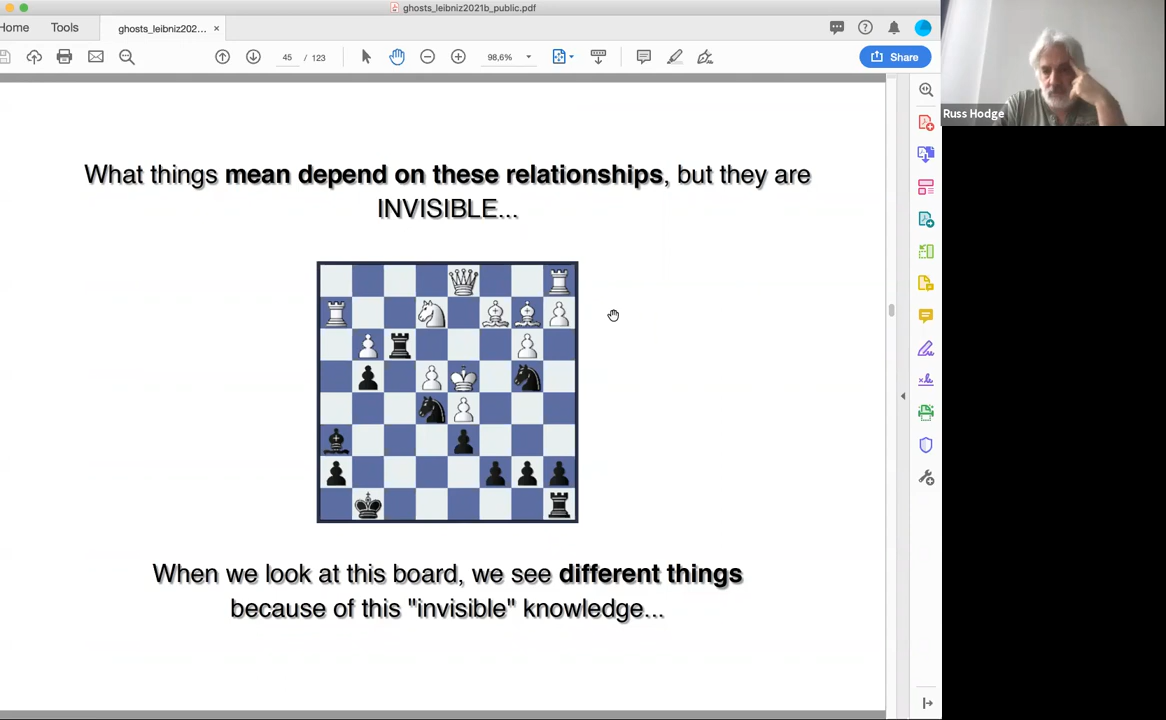 ghosts_leibniz2021b_public.pdf
Home
Tools
ghosts_leibniz202... ×
45 / 123
98,6%
Share
Russ Hodge
What things mean depend on these relationships, but they are
INVISIBLE...
When we look at this board, we see different things
because of this "invisible" knowledge...